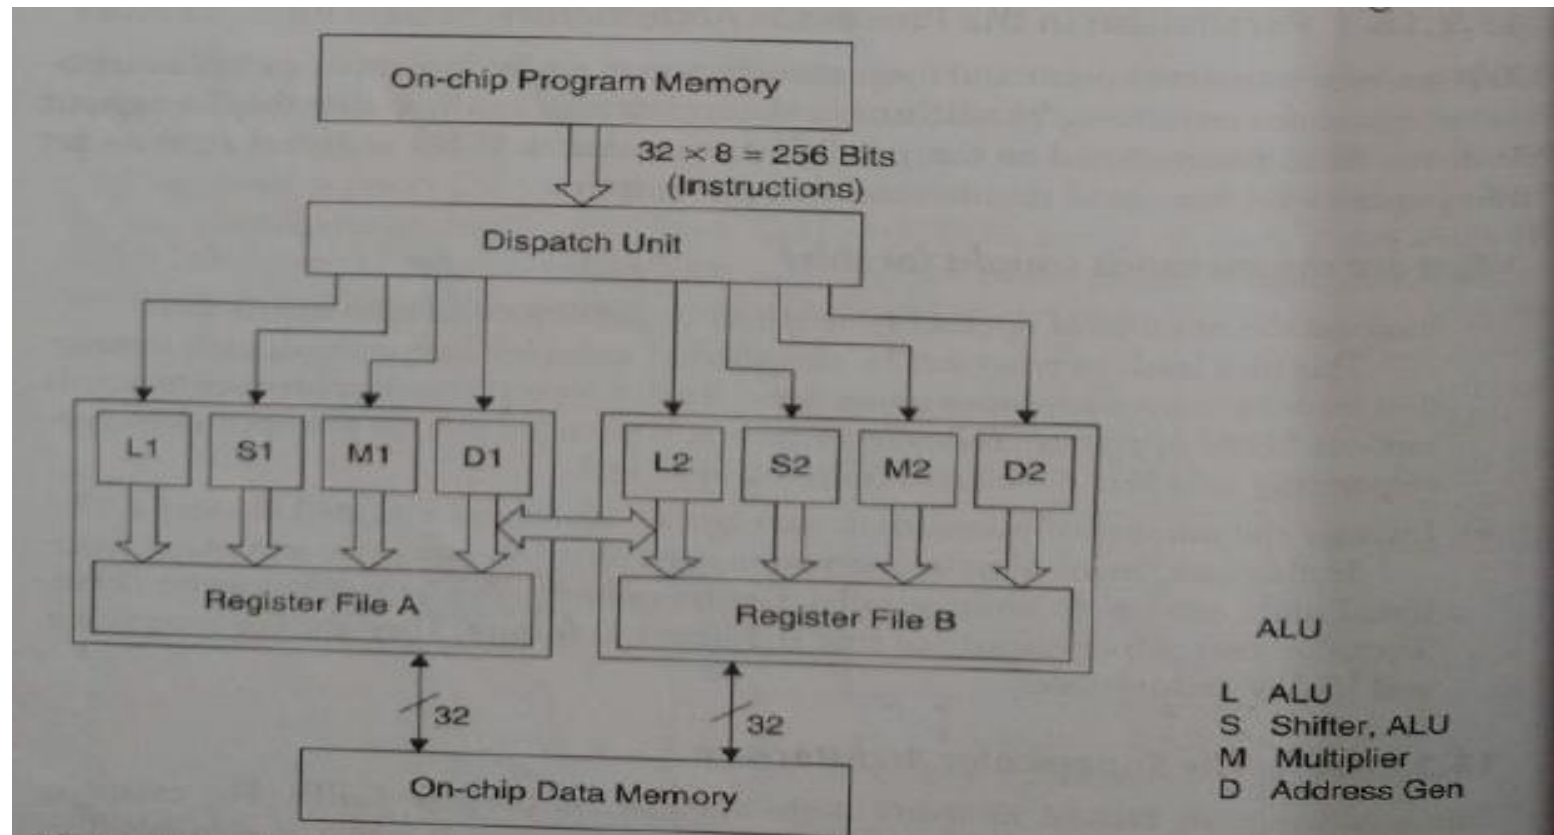 On-chip Program Memory
32 × 8 = 256 Bits
(Instructions)
Dispatch Unit
L1 S1 M1 D1 L2 S2 M2 D2
Register File A Register File B
32 32
On-chip Data Memory
ALU
L ALU
S Shifter, ALU
M Multiplier
D Address Gen